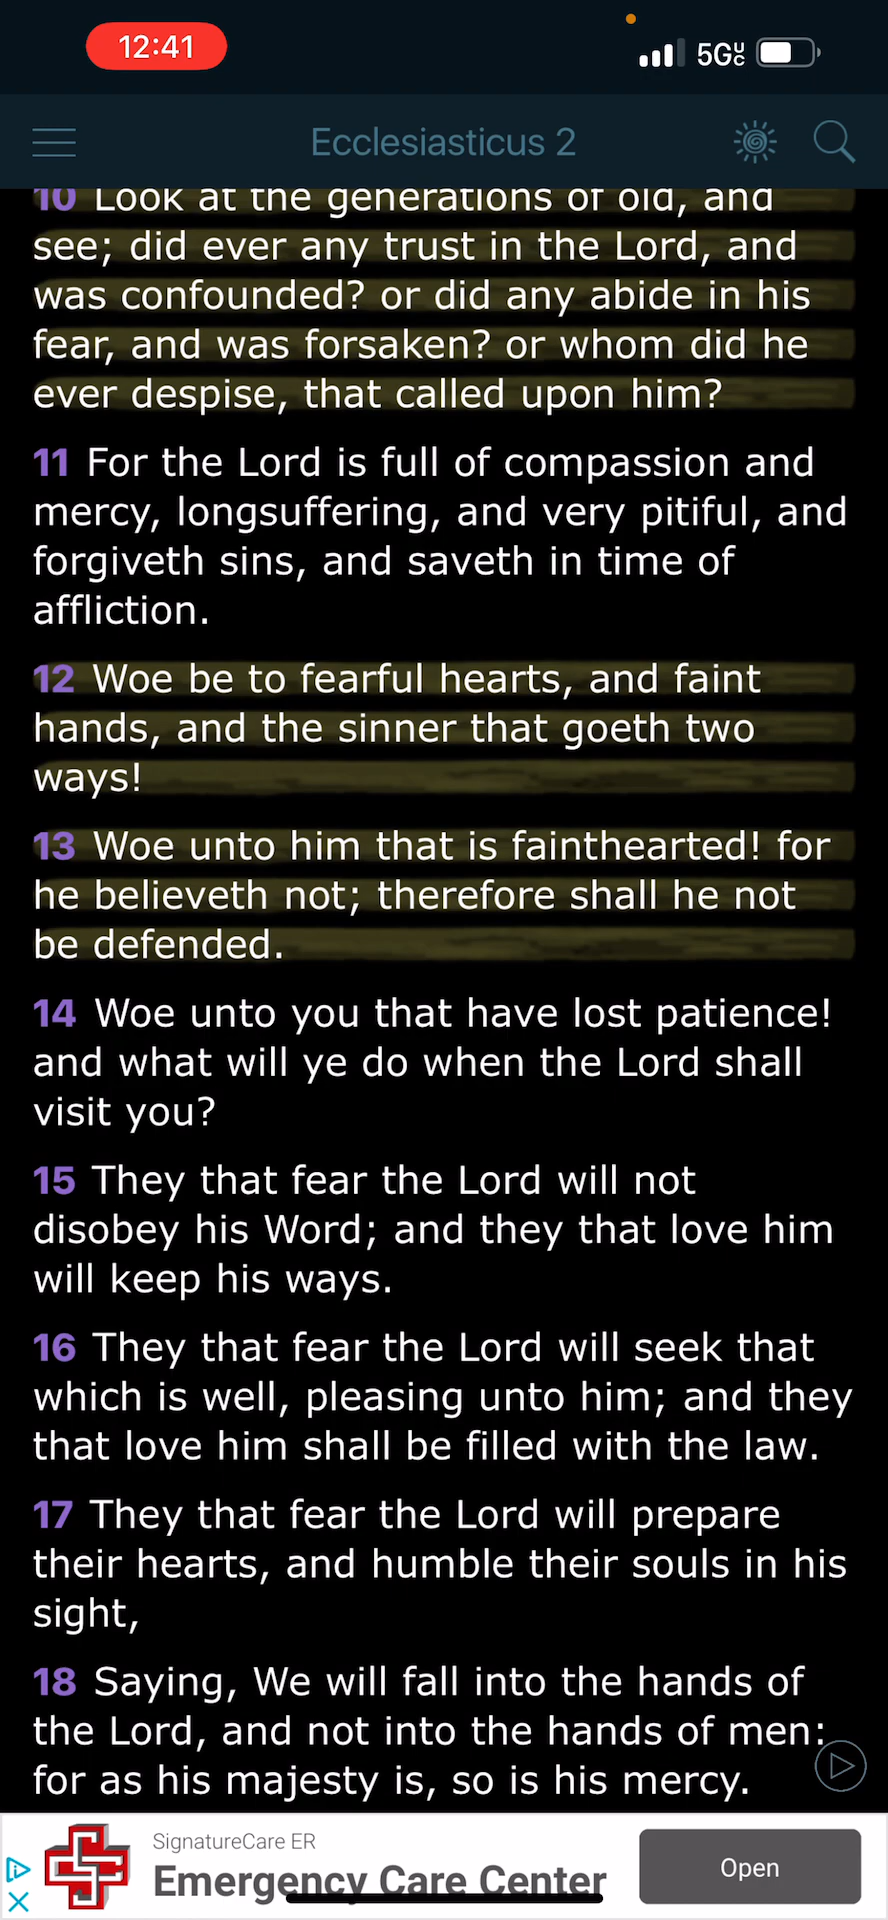 12:41
5GUC
Ecclesiasticus 2
10 Look at the generations of old, and
see; did ever any trust in the Lord, and
was confounded? or did any abide in his
fear, and was forsaken? or whom did he
ever despise, that called upon him?
11 For the Lord is full of compassion and
mercy, longsuffering, and very pitiful, and
forgiveth sins, and saveth in time of
affliction.
12 Woe be to fearful hearts, and faint
hands, and the sinner that goeth two
ways!
13 Woe unto him that is fainthearted! for
he believeth not; therefore shall he not
be defended.
14 Woe unto you that have lost patience!
and what will ye do when the Lord shall
visit you?
15 They that fear the Lord will not
disobey his Word; and they that love him
will keep his ways.
16 They that fear the Lord will seek that
which is well, pleasing unto him; and they
that love him shall be filled with the law.
17 They that fear the Lord will prepare
their hearts, and humble their souls in his
sight,
18 Saying, We will fall into the hands of
the Lord, and not into the hands of men:
for as his majesty is, so is his mercy.
SignatureCare ER
Emergency Care Center
Open